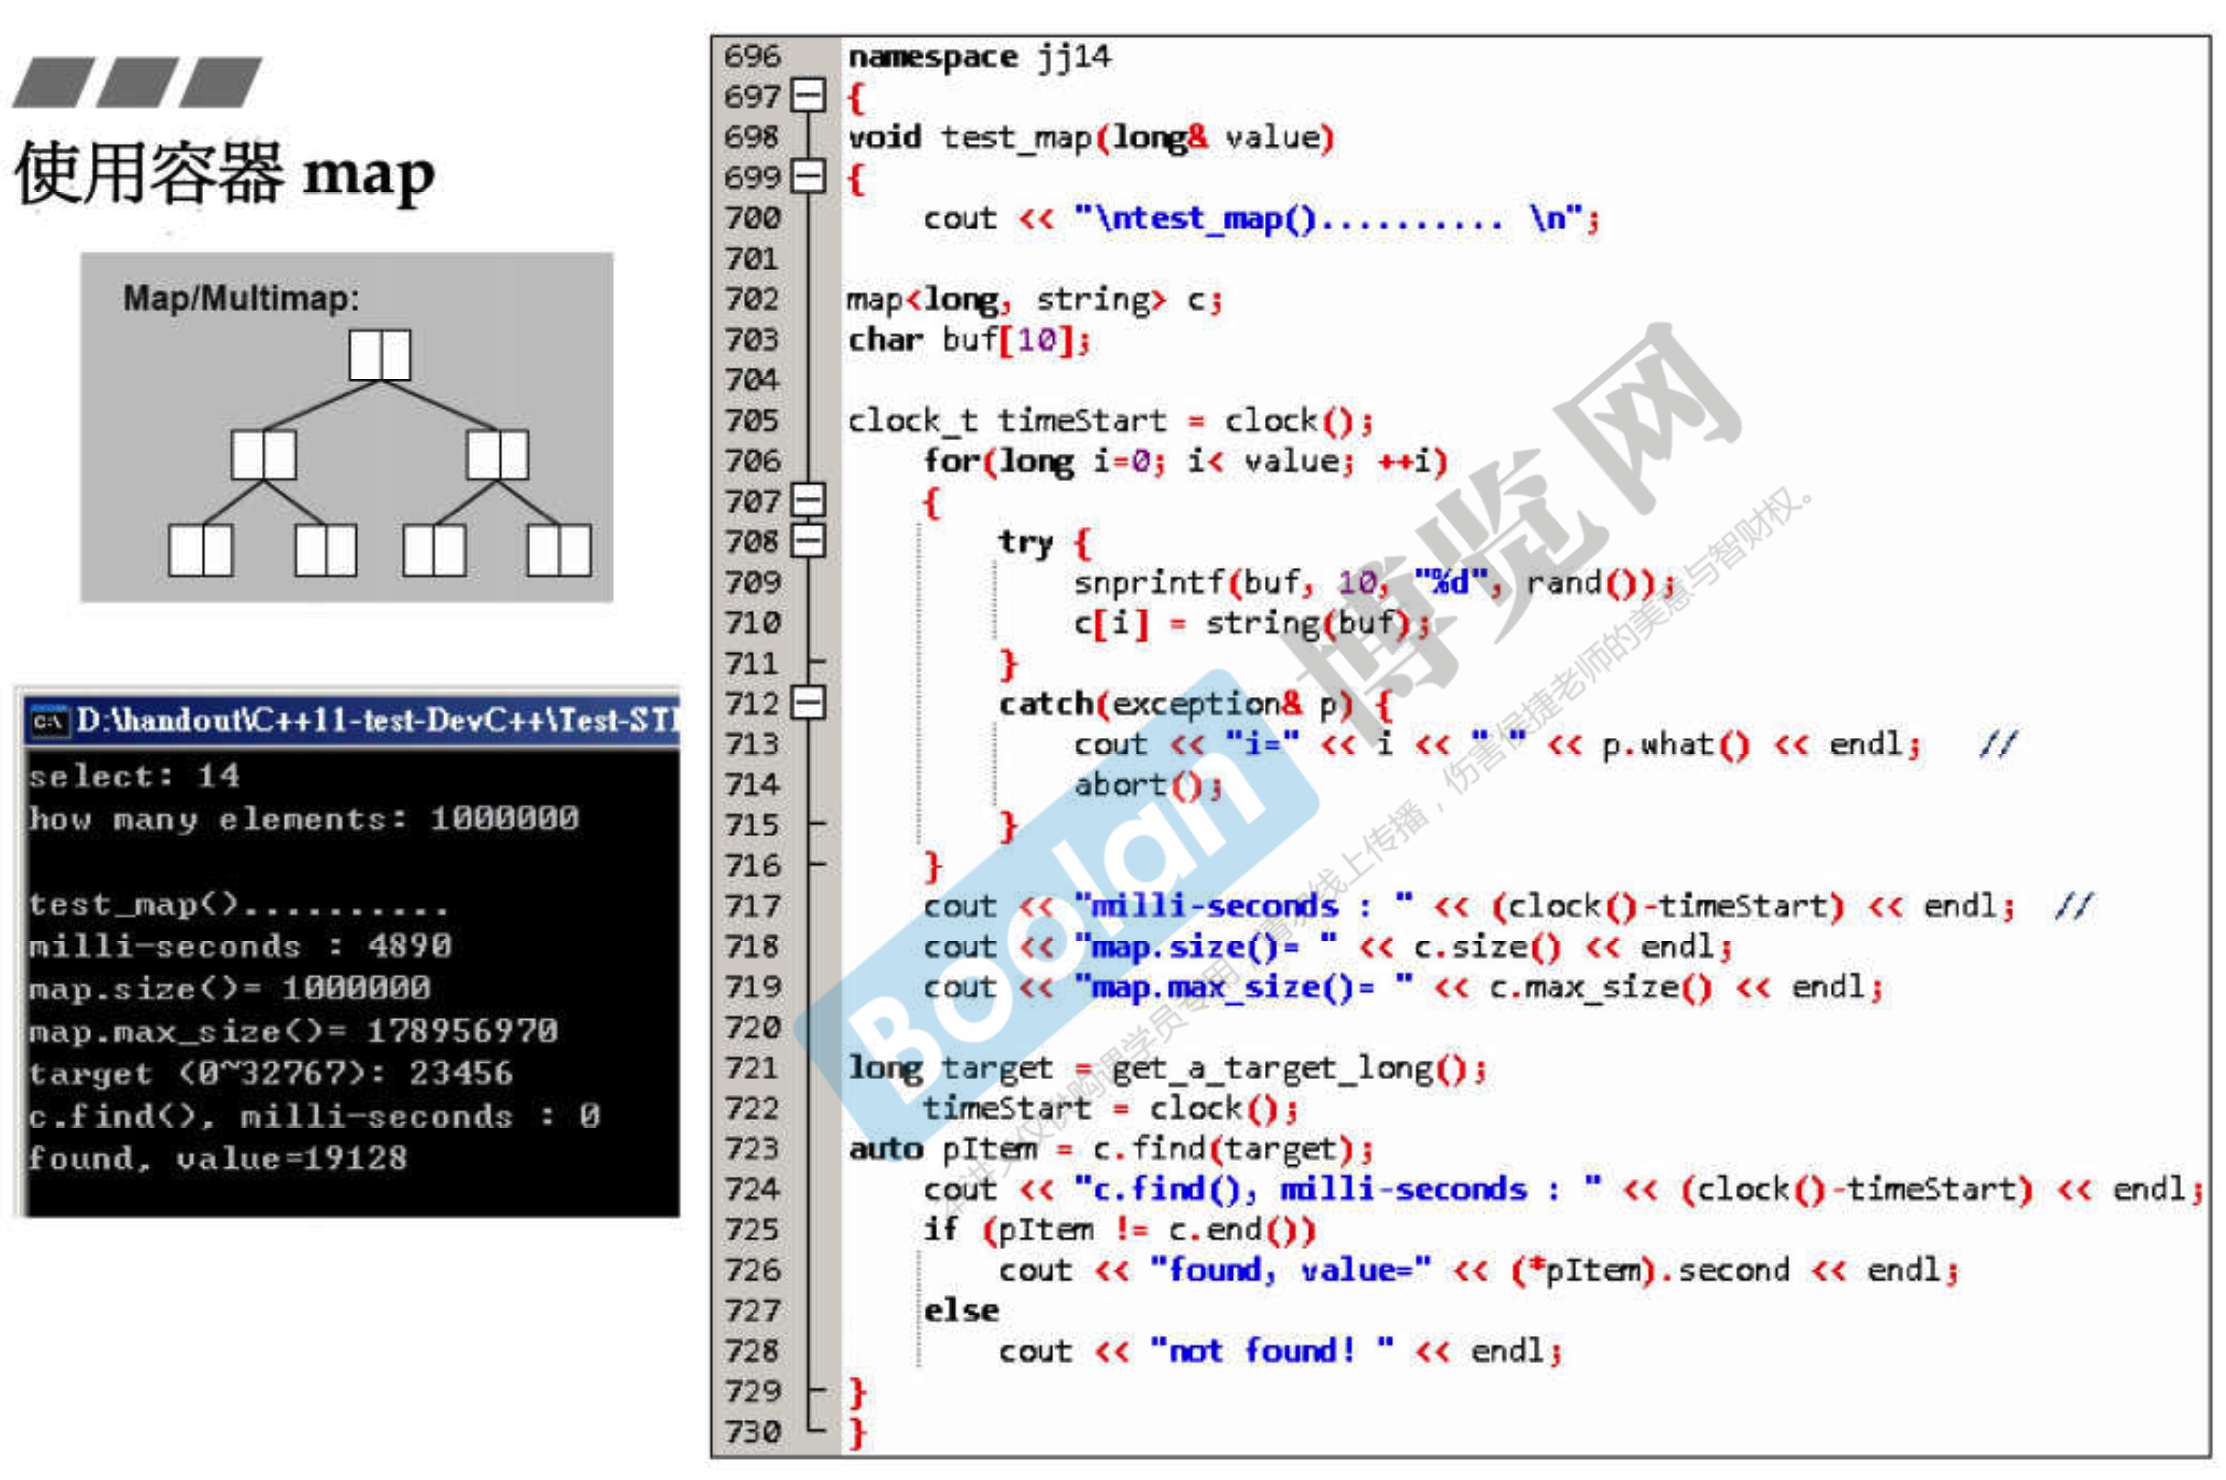 使用容器 map
Map/Multimap:
D:\handout\C++11-test-DevC++\Test-STL
select: 14
how many elements: 1000000
test_map()..........
milli-seconds : 4890
map.size()= 1000000
map.max_size()= 178956970
target (0~32767): 23456
c.find(), milli-seconds : 0
found, value=19128
696 namespace jj14
697 {
698 void test_map(long& value)
699 {
700     cout << "\ntest_map().......... \n";
701
702 map<long, string> c;
703 char buf[10];
704
705 clock_t timeStart = clock();
706     for(long i=0; i< value; ++i)
707     {
708         try {
709             snprintf(buf, 10, "%d", rand());
710             c[i] = string(buf);
711         }
712         catch(exception& p) {
713             cout << "i=" << i << " " << p.what() << endl;   //
714             abort();
715         }
716     }
717     cout << "milli-seconds : " << (clock()-timeStart) << endl;  //
718     cout << "map.size()= " << c.size() << endl;
719     cout << "map.max_size()= " << c.max_size() << endl;
720
721 long target = get_a_target_long();
722     timeStart = clock();
723 auto pItem = c.find(target);
724     cout << "c.find(), milli-seconds : " << (clock()-timeStart) << endl;
725     if (pItem != c.end())
726         cout << "found, value=" << (*pItem).second << endl;
727     else
728         cout << "not found! " << endl;
729 }
730 }
Boolan 博览网
本讲义仅供购课学员专用，请勿线上传播，伤害侯捷老师的美意与智财权。